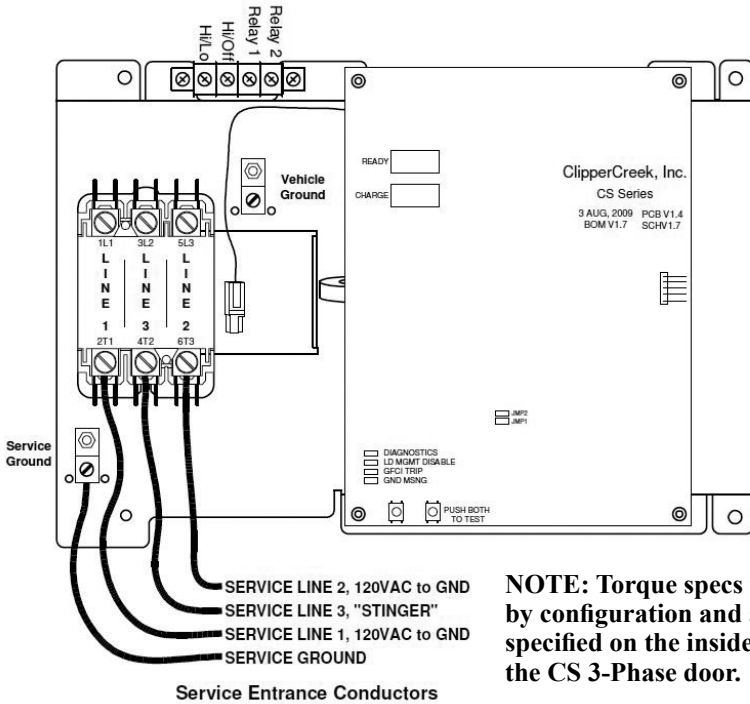 Hi/Lo
Hi/Off
Relay 1
Relay 2
READY
CHARGE
ClipperCreek, Inc.
CS Series
3 AUG, 2009 PCB V1.4
BOM V1.7 SCHV1.7
Vehicle
Ground
1L1 3L2 5L3
L L L
I I I
N N N
E E E
1 3 2
2T1 4T2 6T3
JMP2
JMP1
Service
Ground
DIAGNOSTICS
LD MGMT DISABLE
GFCI TRIP
GND MSNG
PUSH BOTH
TO TEST
SERVICE LINE 2, 120VAC to GND
SERVICE LINE 3, "STINGER"
SERVICE LINE 1, 120VAC to GND
SERVICE GROUND
Service Entrance Conductors
NOTE: Torque specs
by configuration and
specified on the inside
the CS 3-Phase door.